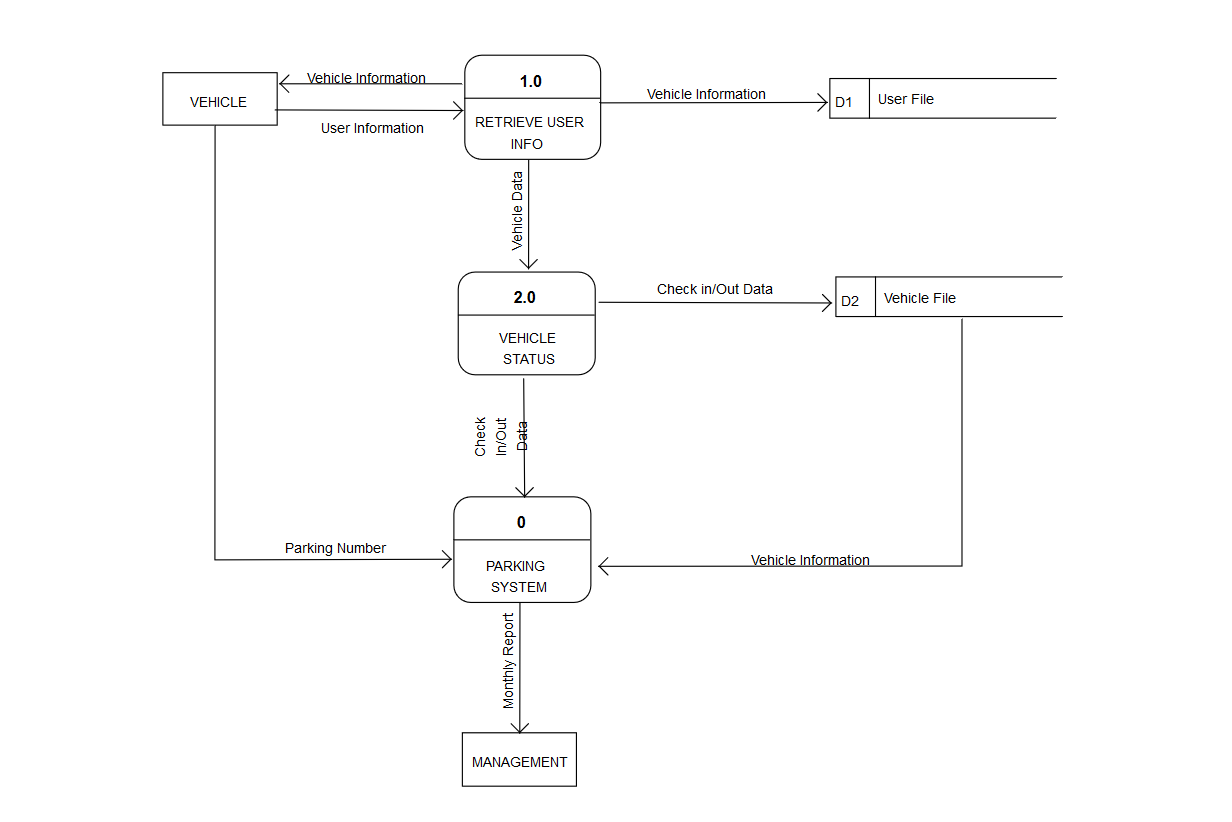 Vehicle Information
1.0
VEHICLE
Vehicle Information
D1
User File
User Information
RETRIEVE USER
INFO
Vehicle Data
2.0
Check in/Out Data
D2
Vehicle File
VEHICLE
STATUS
Check
In/Out
Data
0
Parking Number
PARKING
SYSTEM
Vehicle Information
Monthly Report
MANAGEMENT